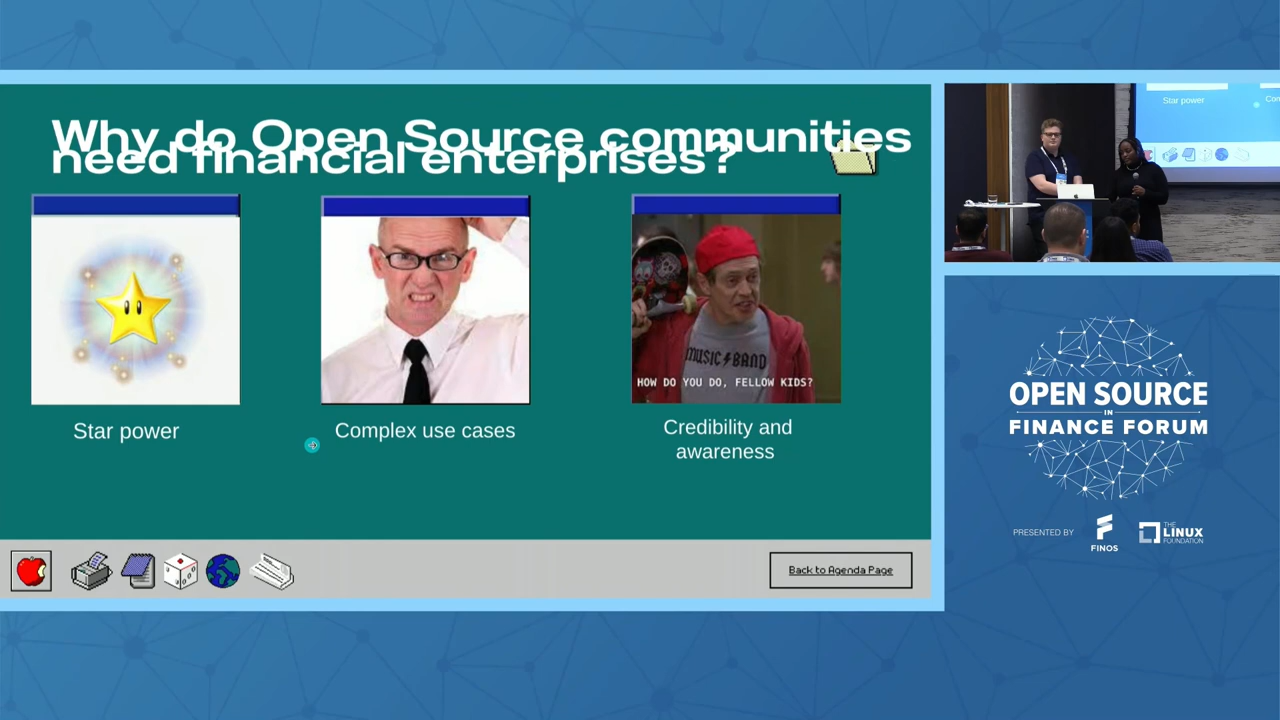 Why do Open Source communities
need financial enterprises?
MUSIC BAND
HOW DO YOU DO, FELLOW KIDS?
Star power
Complex use cases
Credibility and
awareness
Back to Agenda Page
Star power
Con
OPEN SOURCE
IN
FINANCE FORUM
PRESENTED BY
FINOS
THE
LINUX
FOUNDATION